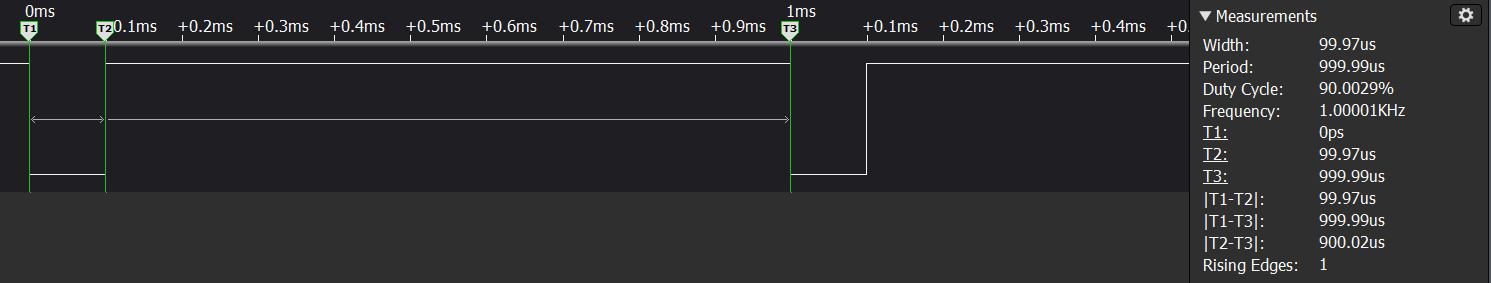 0ms 1ms
+0.1ms +0.2ms +0.3ms +0.4ms +0.5ms +0.6ms +0.7ms +0.8ms +0.9ms +0.1ms +0.2ms +0.3ms +0.4ms +0.
T1 T2 T3
Measurements
Width: 99.97us
Period: 999.99us
Duty Cycle: 90.0029%
Frequency: 1.00001KHz
T1: 0ps
T2: 99.97us
T3: 999.99us
|T1-T2|: 99.97us
|T1-T3|: 999.99us
|T2-T3|: 900.02us
Rising Edges: 1